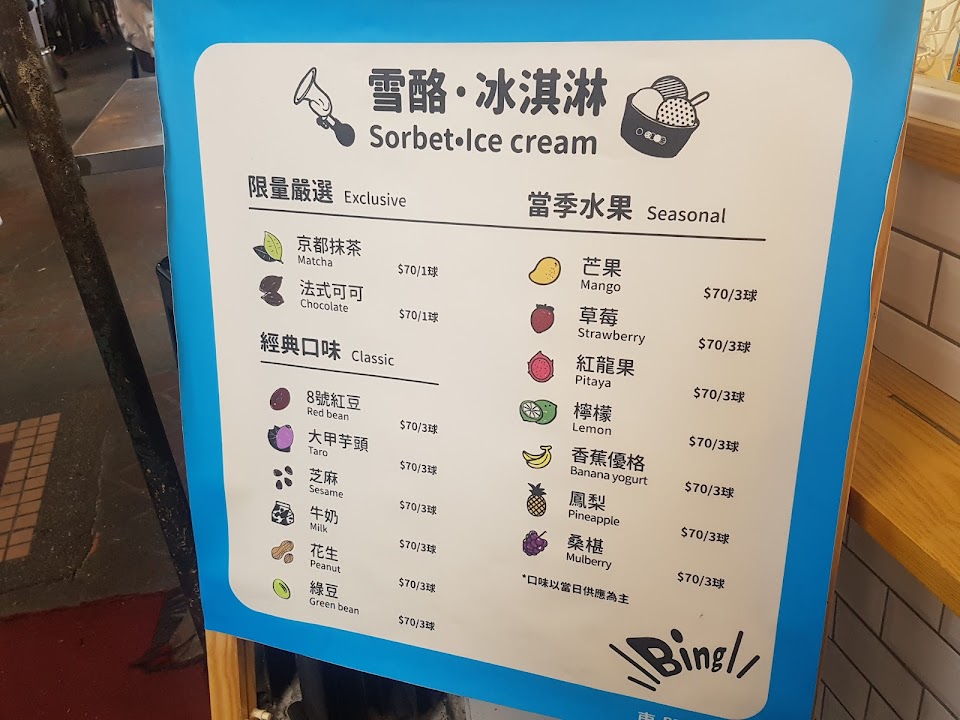 雪酪·冰淇淋
Sorbet•Ice cream
限量嚴選 Exclusive
京都抹茶
Matcha
$70/1球
法式可可
Chocolate
$70/1球
經典口味 Classic
8號紅豆
Red bean
$70/3球
大甲芋頭
Taro
$70/3球
芝麻
Sesame
$70/3球
牛奶
Milk
$70/3球
花生
Peanut
$70/3球
綠豆
Green bean
$70/3球
當季水果 Seasonal
芒果
Mango
$70/3球
草莓
Strawberry
$70/3球
紅龍果
Pitaya
$70/3球
檸檬
Lemon
$70/3球
香蕉優格
Banana yogurt
$70/3球
鳳梨
Pineapple
$70/3球
桑椹
Mulberry
$70/3球
*口味以當日供應為主
Bing